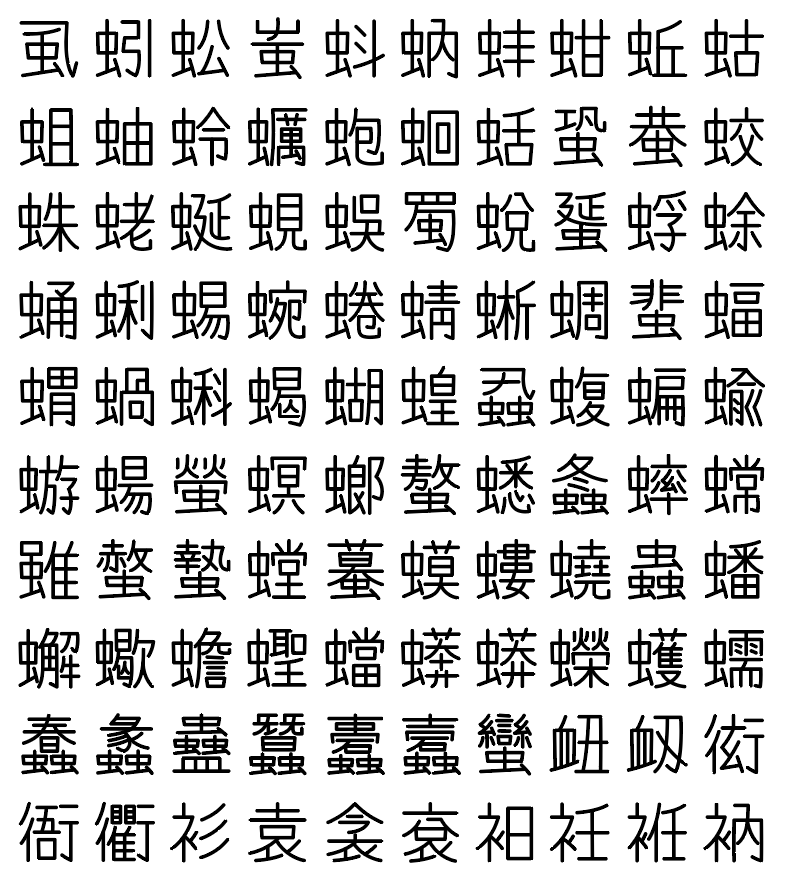 虱蚓蚣蚩蚪蚋蚌蚶蚯蛄
蛆蚰蛉蠣蚫蛔蛞蛩蛬蛟
蛛蛯蜒蜆蜈蜀蛻蜑蜉蜍
蛹蜊蜴蜿蜷蜻蜥蜩蜚蝠
蝟蝸蝌蝎蝴蝗蝨蝮蝙蝓
蝣蝪螢螟螂螯蟋螽蟀蟐
雖螫蟄螳蟇蟆螻蟯蟲蟠
蠏蠍蟾蟶蟷蠎蟒蠑蠖蠕
蠢蠡蠱蠶蠹蠧蠻衄衂衒
衙衢衫袁衾袞衵衽袵衲